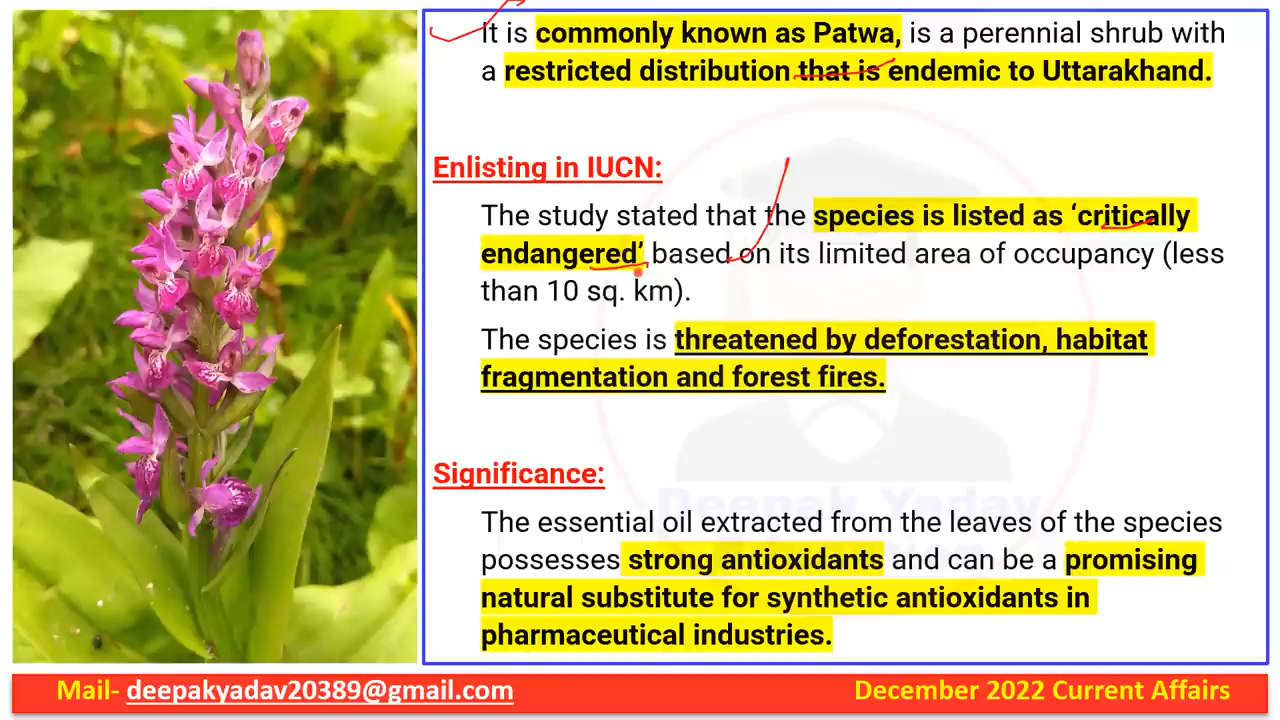 It is commonly known as Patwa, is a perennial shrub with
a restricted distribution that is endemic to Uttarakhand.
Enlisting in IUCN:
The study stated that the species is listed as ‘critically
endangered’ based on its limited area of occupancy (less
than 10 sq. km).
The species is threatened by deforestation, habitat
fragmentation and forest fires.
Significance:
Deepak Yadav
The essential oil extracted from the leaves of the species
possesses strong antioxidants and can be a promising
natural substitute for synthetic antioxidants in
pharmaceutical industries.
Mail- deepakyadav20389@gmail.com
December 2022 Current Affairs